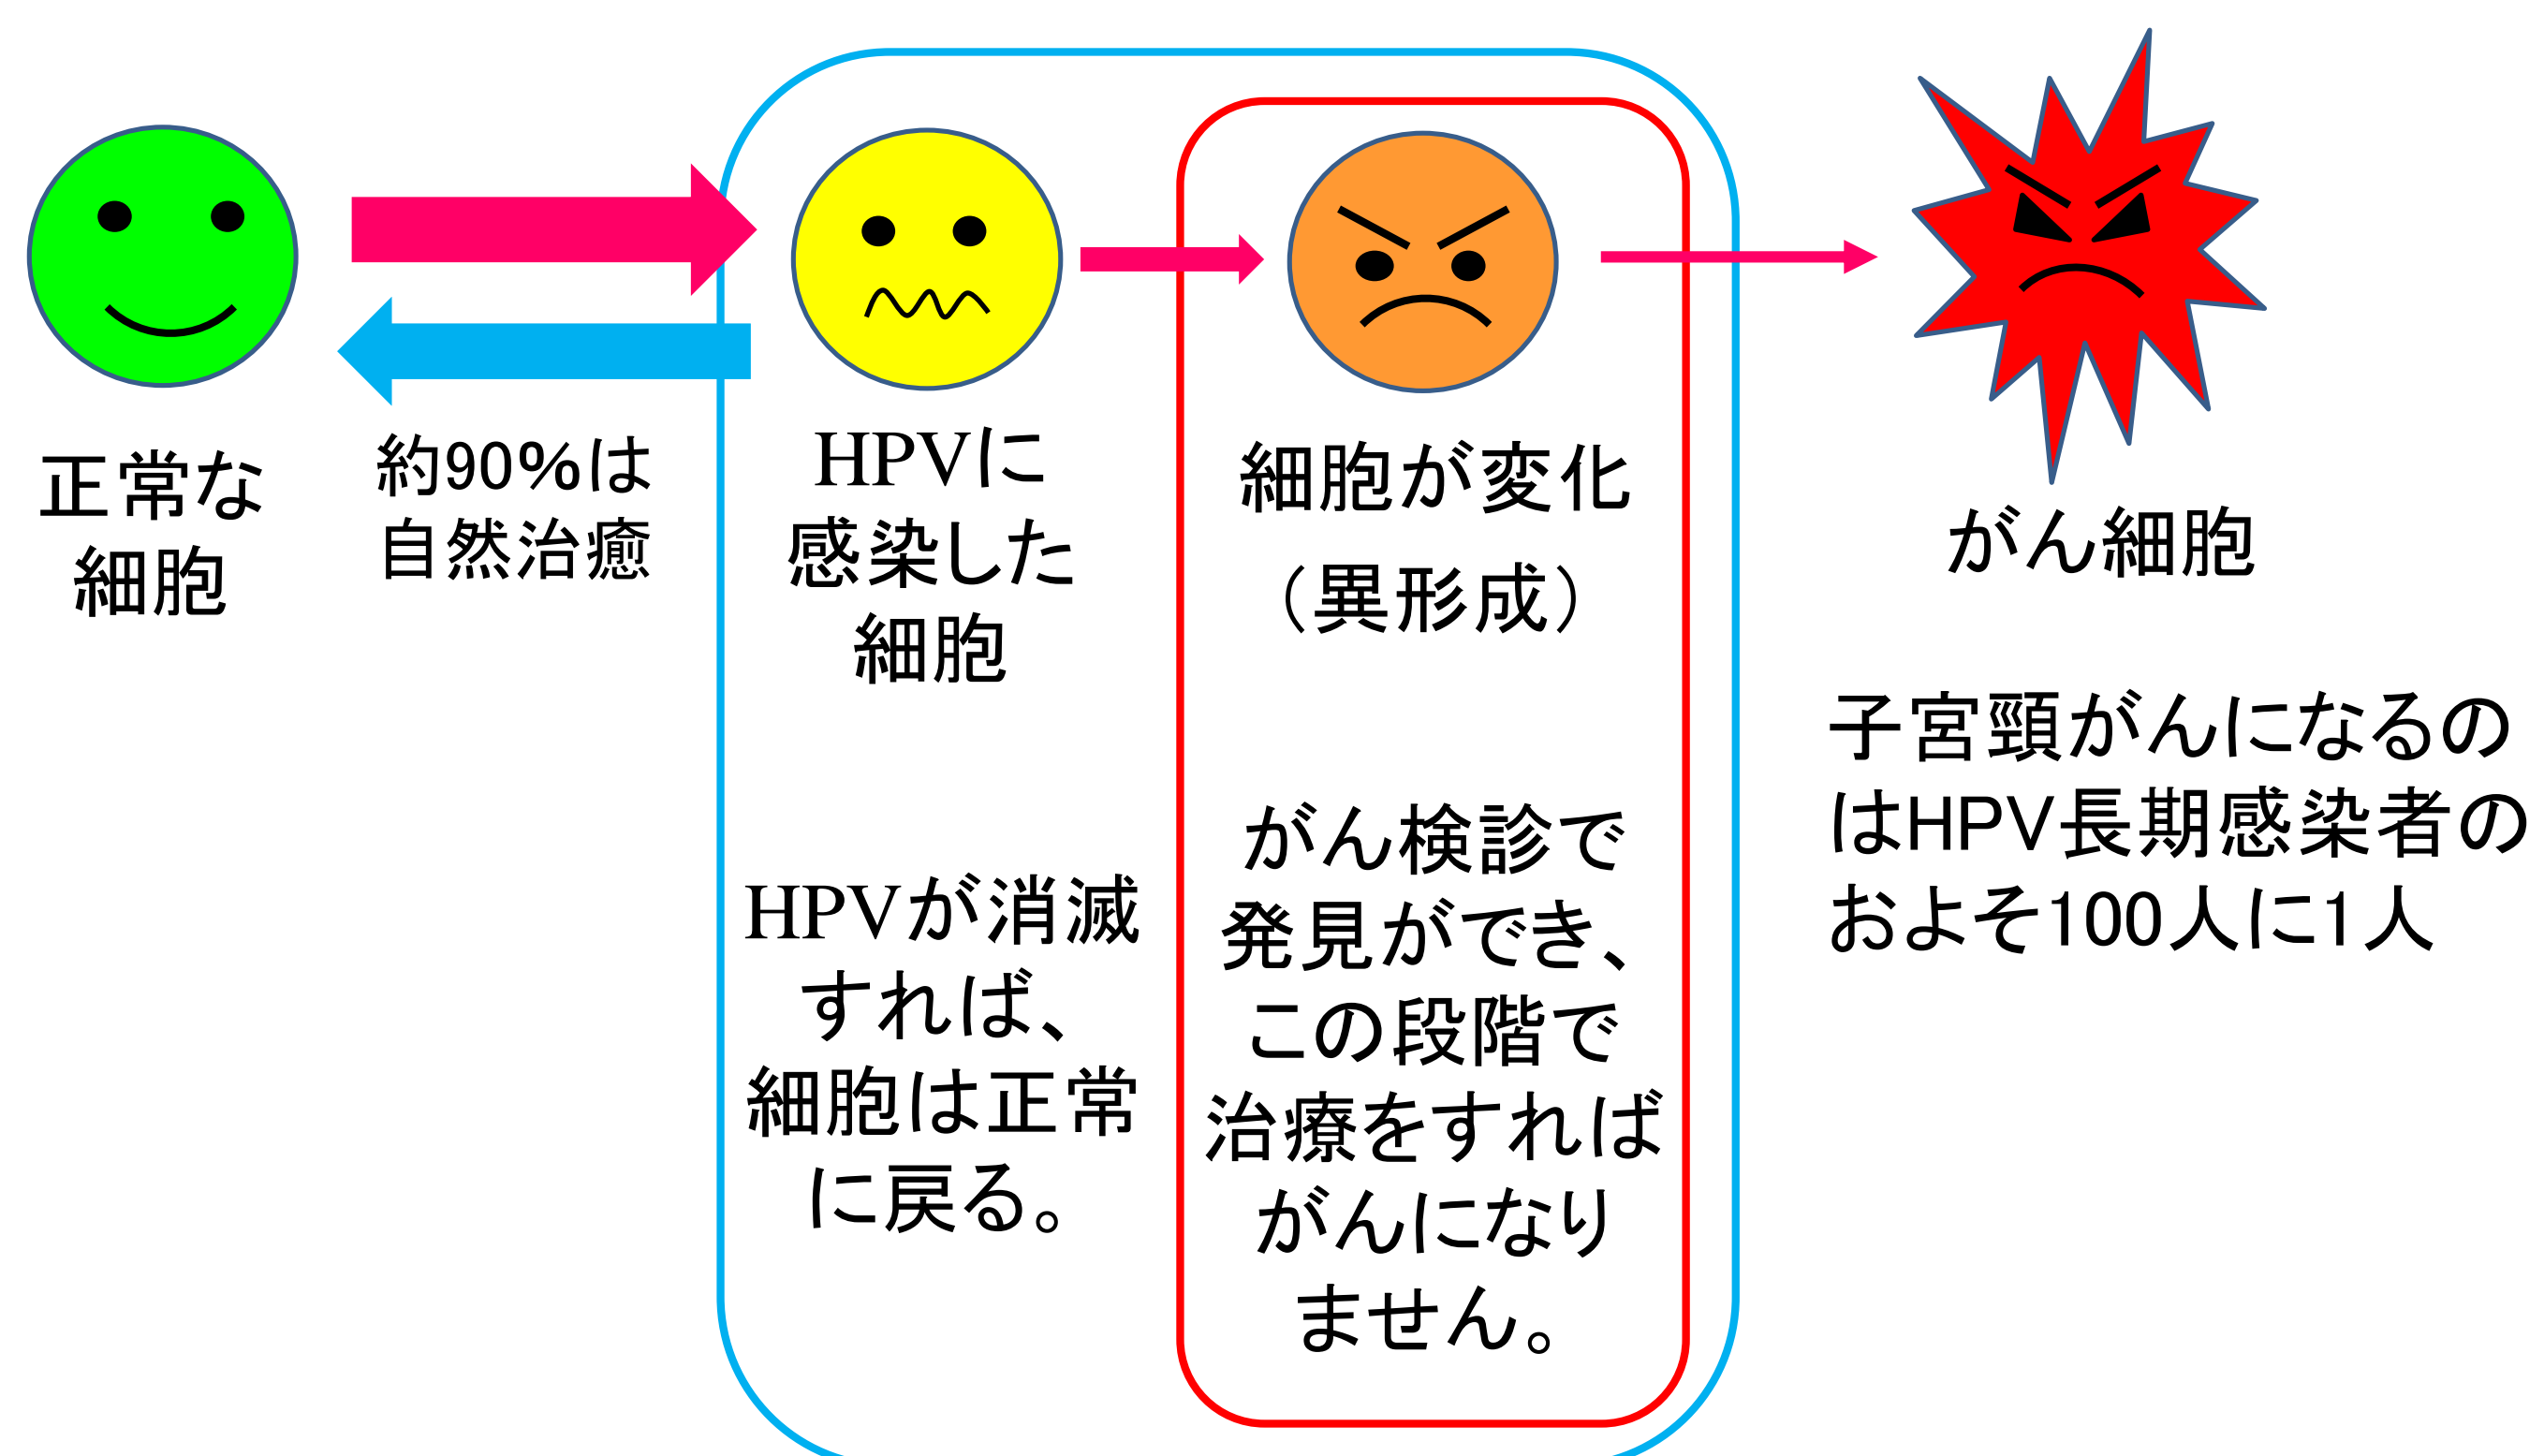 正常な
細胞
約90%は
自然治癒
HPVに
感染した
細胞
HPVが消滅
すれば、
細胞は正常
に戻る。
細胞が変化
（異形成）
がん検診で
発見ができ、
この段階で
治療をすれば
がんになり
ません。
がん細胞
子宮頸がんになるの
はHPV長期感染者の
およそ100人に1人